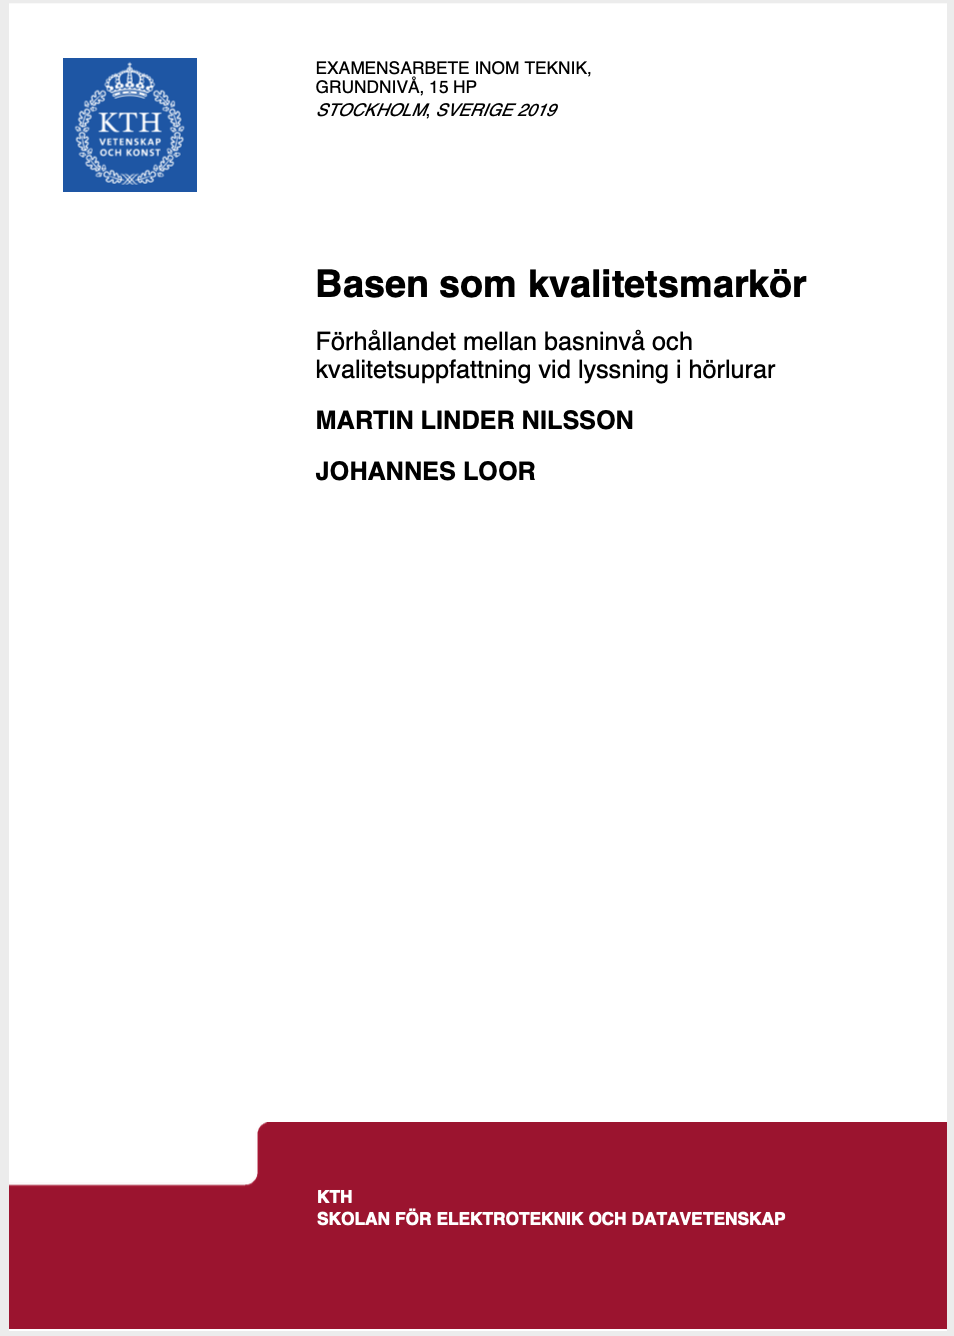 KTH
VETENSKAP
OCH KONST
EXAMENSARBETE INOM TEKNIK,
GRUNDNIVÅ, 15 HP
STOCKHOLM, SVERIGE 2019
Basen som kvalitetsmarkör
Förhållandet mellan basninvå och
kvalitetsuppfattning vid lyssning i hörlurar
MARTIN LINDER NILSSON
JOHANNES LOOR
KTH
SKOLAN FÖR ELEKTROTEKNIK OCH DATAVETENSKAP